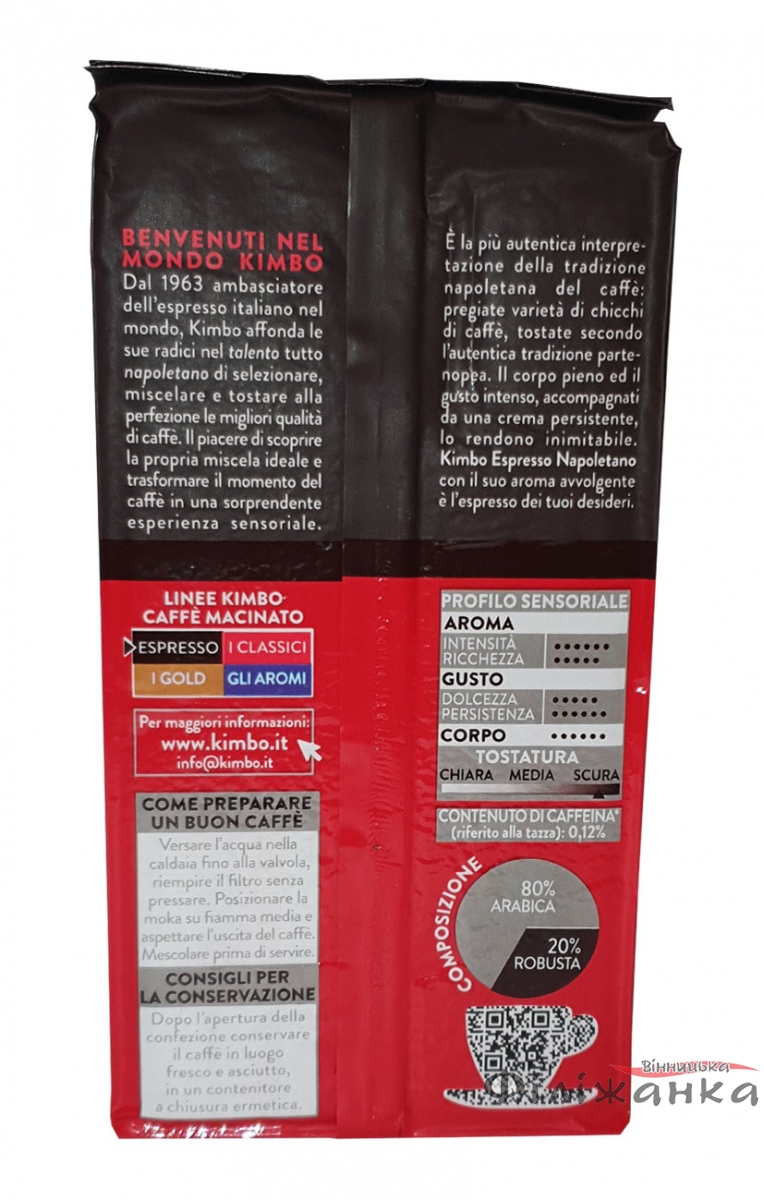 BENVENUTI NEL
MONDO KIMBO
Dal 1963 ambasciatore
dell'espresso italiano nel
mondo, Kimbo affonda le
sue radici nel talento tutto
napoletano di selezionare,
miscelare e tostare alla
perfezione le migliori qualità
di caffè. Il piacere di scoprire
la propria miscela ideale e
trasformare il momento del
caffè in una sorprendente
esperienza sensoriale.
È la più autentica interpre-
tazione della tradizione
napoletana del caffè:
pregiate varietà di chicchi
di caffè, tostate secondo
l'autentica tradizione parte-
noppa. Il corpo pieno ed il
gusto intenso, accompagnati
da una crema persistente,
lo rendono inimitabile.
Kimbo Espresso Napoletano
con il suo aroma avvolgente
è l'espresso dei tuoi desideri.
LINEE KIMBO
CAFFÈ MACINATO
ESPRESSO I CLASSICI
I GOLD GLI AROMI
Per maggiori informazioni:
www.kimbo.it
info@kimbo.it
COME PREPARARE
UN BUON CAFFÈ
Versare l'acqua nella
caldaia fino alla valvola,
riempire il filtro senza
pressare. Posizionare la
moka su fiamma media e
aspettare l'uscita del caffè.
Mescolare prima di servire.
CONSIGLI PER
LA CONSERVAZIONE
Dopo l'apertura della
confezione conservare
il caffè in luogo
fresco e asciutto,
in un contenitore
a chiusura ermetica.
PROFILO SENSORIALE
AROMA
INTENSITÀ
RICCHEZZA
GUSTO
DOLCEZZA
PERSISTENZA
CORPO
TOSTATURA
CHIARA MEDIA SCURA
CONTENUTO DI CAFFEINA*
(riferito alla tazza): 0,12%
COMPOSIZIONE
80%
ARABICA
20%
ROBUSTA
Вінницька
Філіжанка